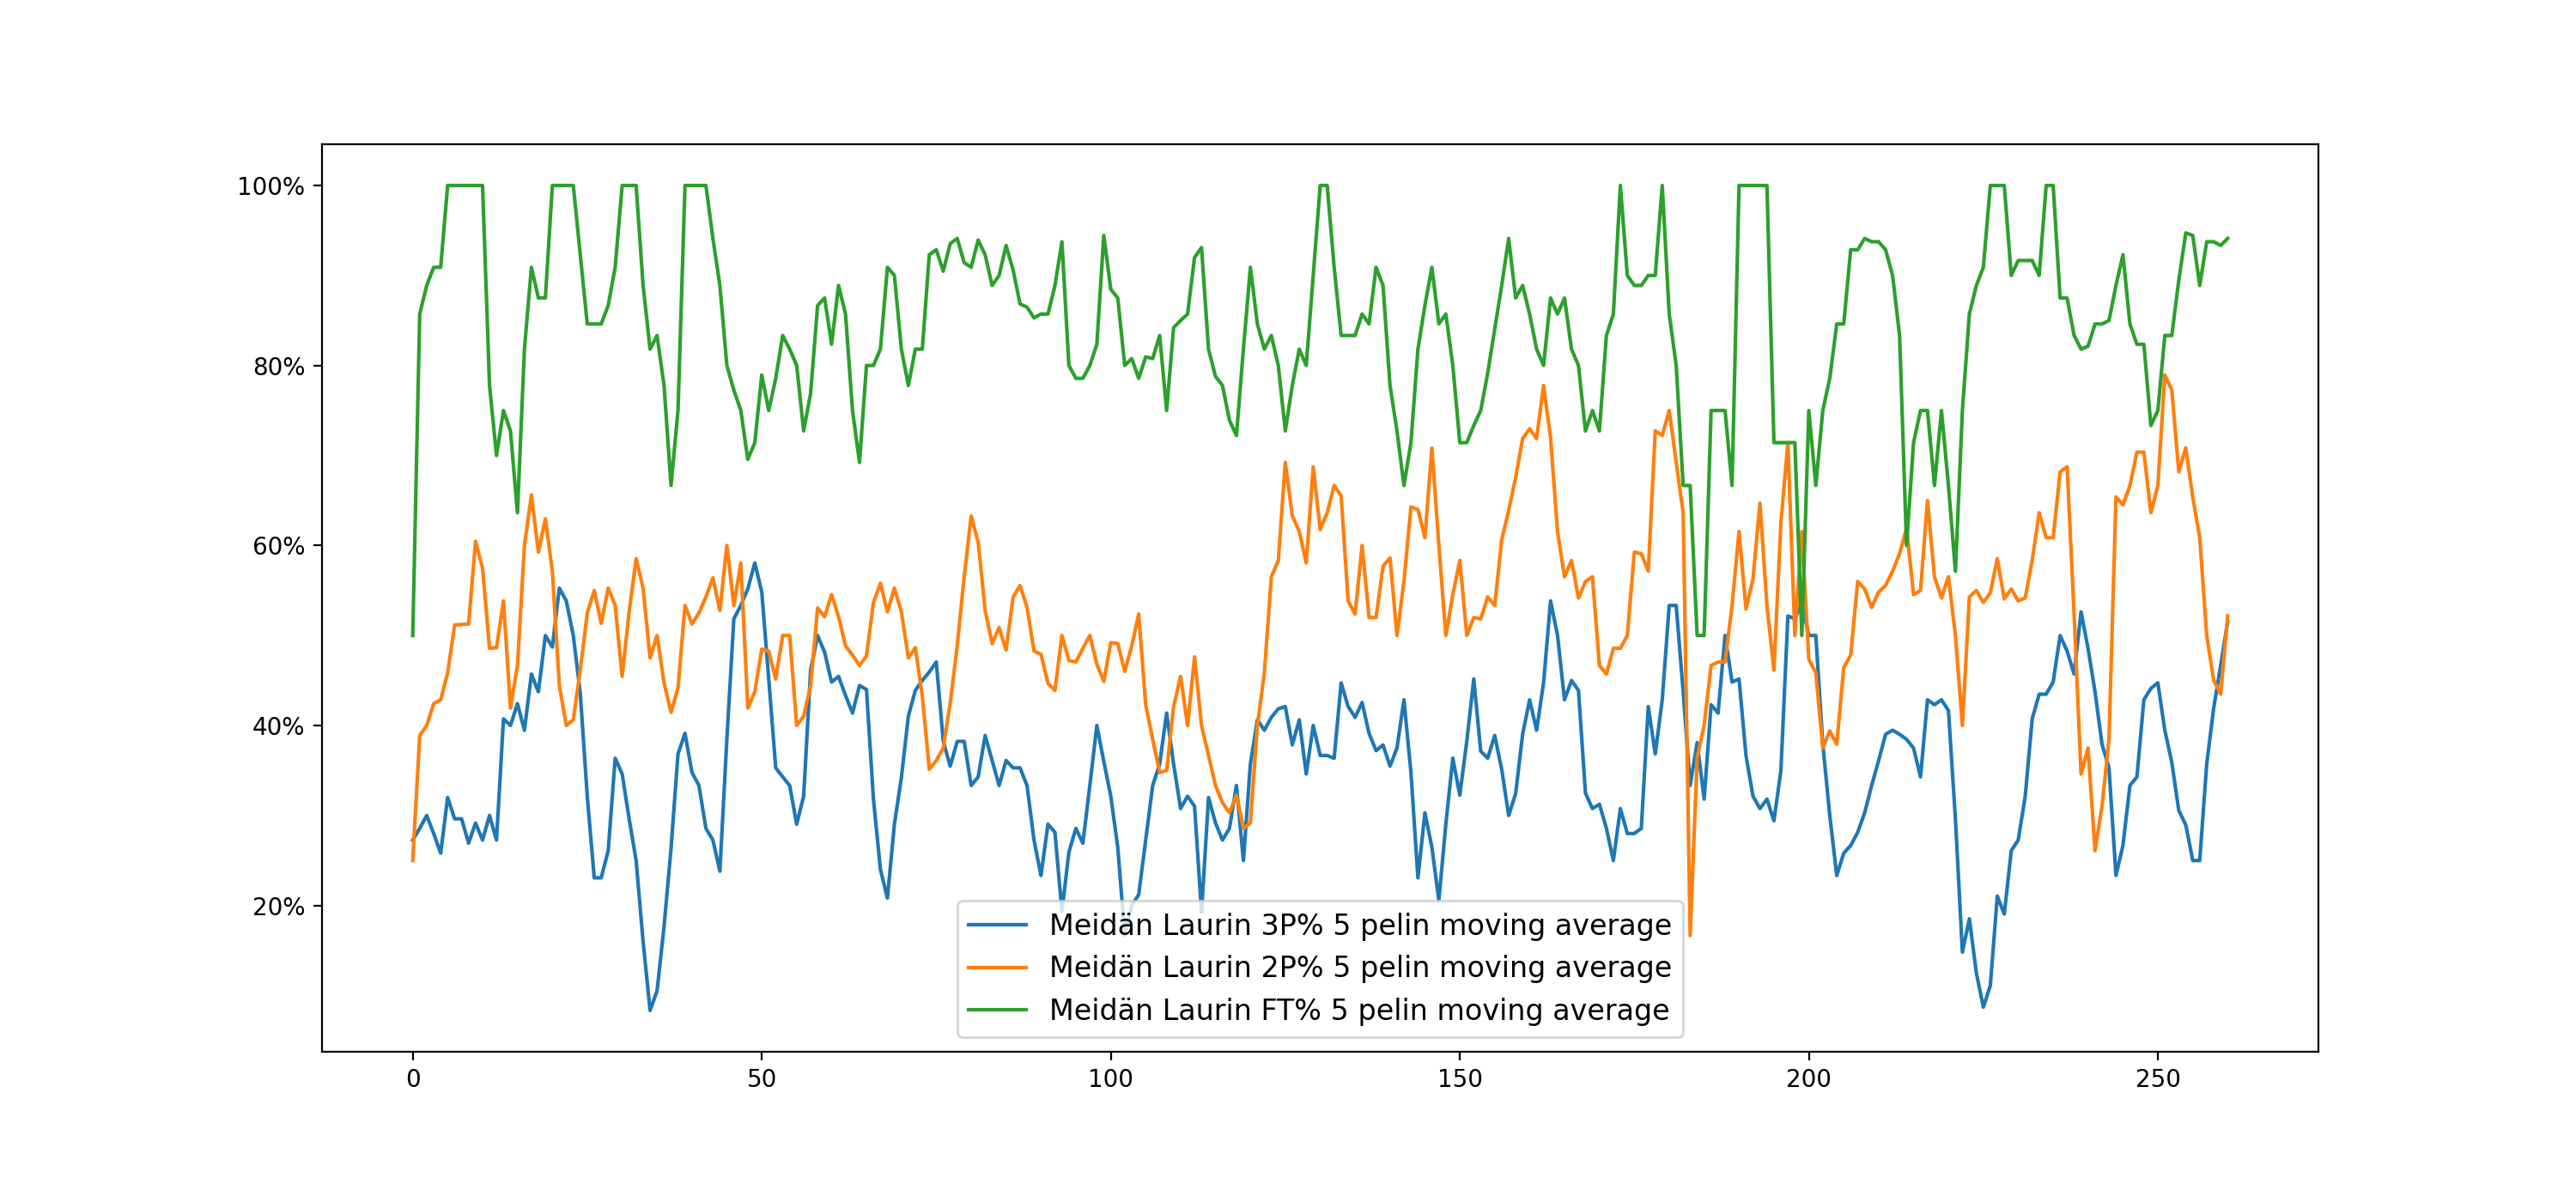 100%
80%
60%
40%
20%
Meidän Laurin 3P% 5 pelin moving average
Meidän Laurin 2P% 5 pelin moving average
Meidän Laurin FT% 5 pelin moving average
0 50 100 150 200 250